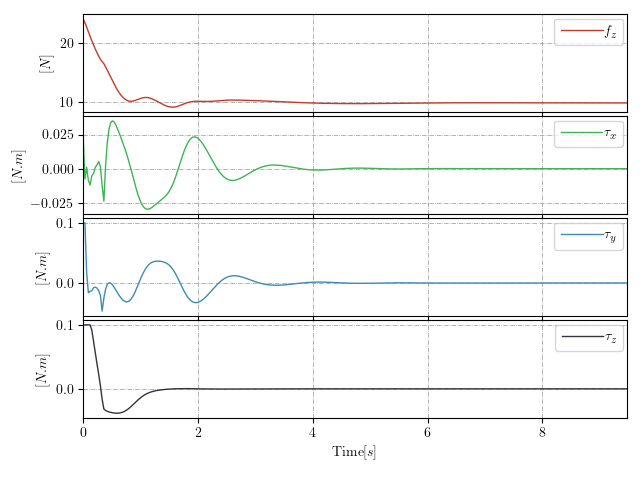 20
10
[N]
f_z
0.025
0.000
−0.025
[N.m]
τ_x
0.1
0.0
[N.m]
τ_y
0.1
0.0
[N.m]
τ_z
0 2 4 6 8
Time[s]